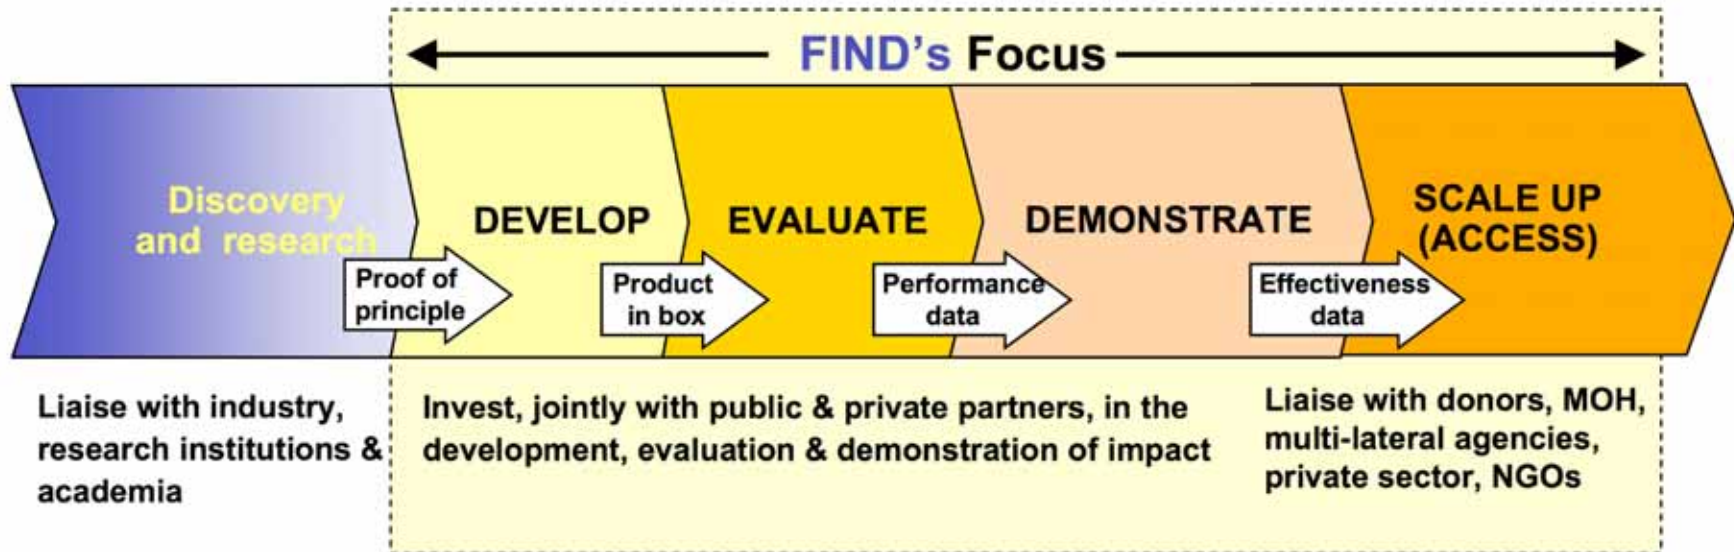 FIND's Focus
Discovery
and research
DEVELOP
EVALUATE
DEMONSTRATE
SCALE UP
(ACCESS)
Proof of
principle
Product
in box
Performance
data
Effectiveness
data
Liaise with industry,
research institutions &
academia
Invest, jointly with public & private partners, in the
development, evaluation & demonstration of impact
Liaise with donors, MOH,
multi-lateral agencies,
private sector, NGOs